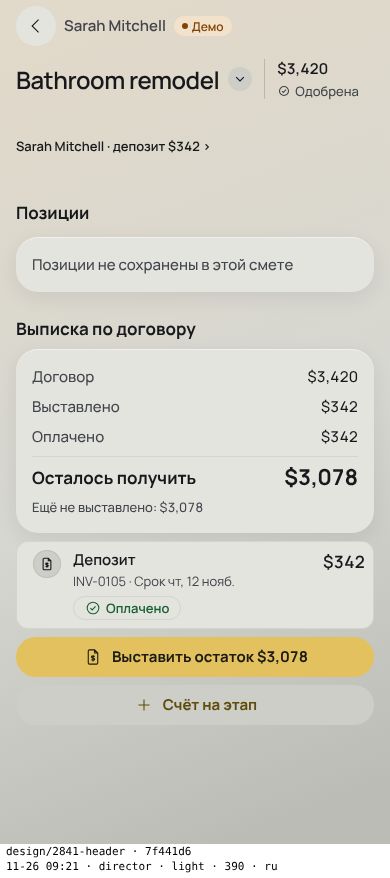 Sarah Mitchell
Демо
Bathroom remodel
$3,420
Одобрена
Sarah Mitchell · депозит $342 ›
Позиции
Позиции не сохранены в этой смете
Выписка по договору
Договор $3,420
Выставлено $342
Оплачено $342
Осталось получить $3,078
Ещё не выставлено: $3,078
Депозит $342
INV-0105 · Срок чт, 12 нояб.
Оплачено
Выставить остаток $3,078
Счёт на этап
design/2841-header · 7f441d6
11-26 09:21 · director · light · 390 · ru